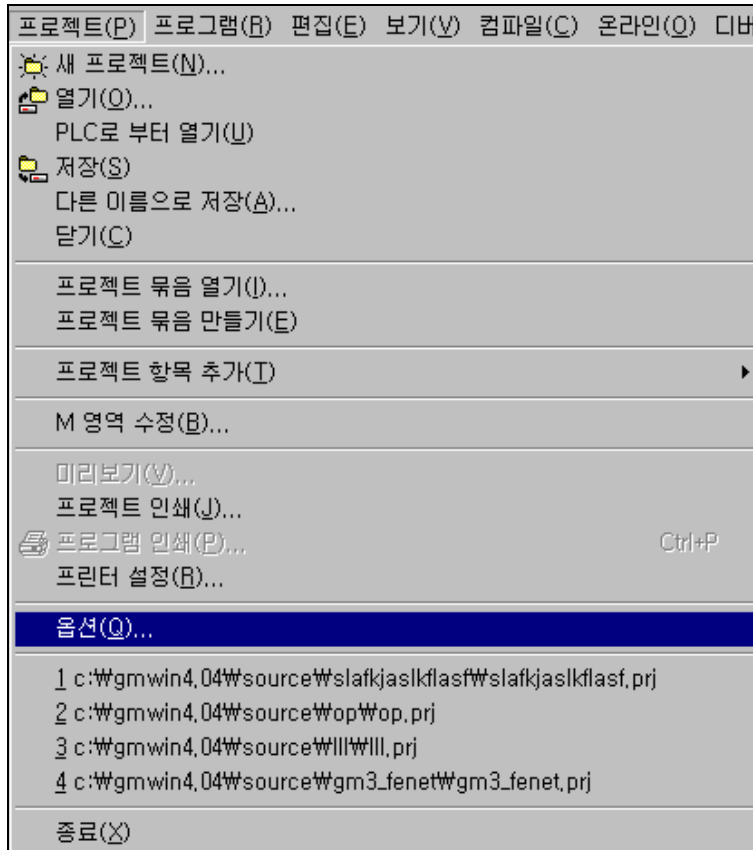 프로젝트(P) 프로그램(R) 편집(E) 보기(V) 컴파일(C) 온라인(O) 디버
새 프로젝트(N)...
열기(O)...
PLC로 부터 열기(U)
저장(S)
다른 이름으로 저장(A)...
닫기(C)
프로젝트 묶음 열기(I)...
프로젝트 묶음 만들기(E)
프로젝트 항목 추가(T)
M 영역 수정(B)...
미리보기(V)...
프로젝트 인쇄(J)...
프로그램 인쇄(P)... Ctrl+P
프린터 설정(R)...
옵션(Q)...
1 c:₩gmwin4.04₩source₩slafkjaslkflasf₩slafkjaslkflasf.prj
2 c:₩gmwin4.04₩source₩op₩op.prj
3 c:₩gmwin4.04₩source₩lll₩lll.prj
4 c:₩gmwin4.04₩source₩gm3_fenet₩gm3_fenet.prj
종료(X)